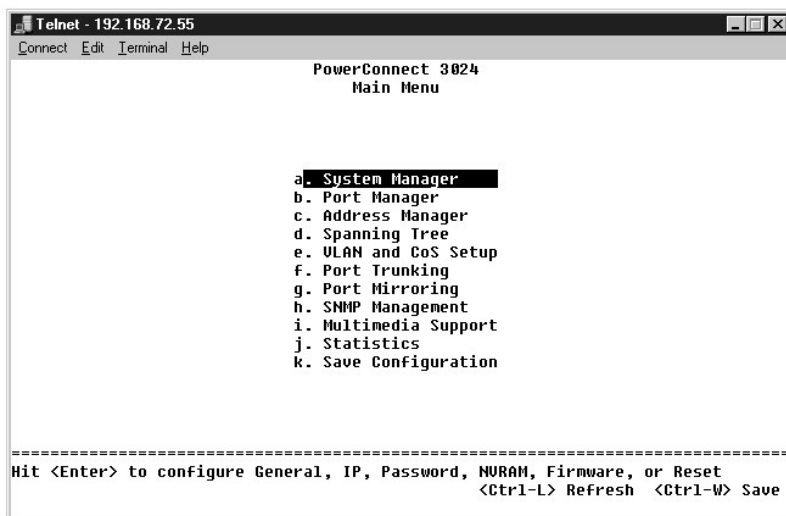 Telnet - 192.168.72.55
Connect Edit Terminal Help
PowerConnect 3024
Main Menu
a. System Manager
b. Port Manager
c. Address Manager
d. Spanning Tree
e. VLAN and CoS Setup
f. Port Trunking
g. Port Mirroring
h. SNMP Management
i. Multimedia Support
j. Statistics
k. Save Configuration
================================================================================
Hit <Enter> to configure General, IP, Password, NVRAM, Firmware, or Reset
<Ctrl-L> Refresh <Ctrl-W> Save